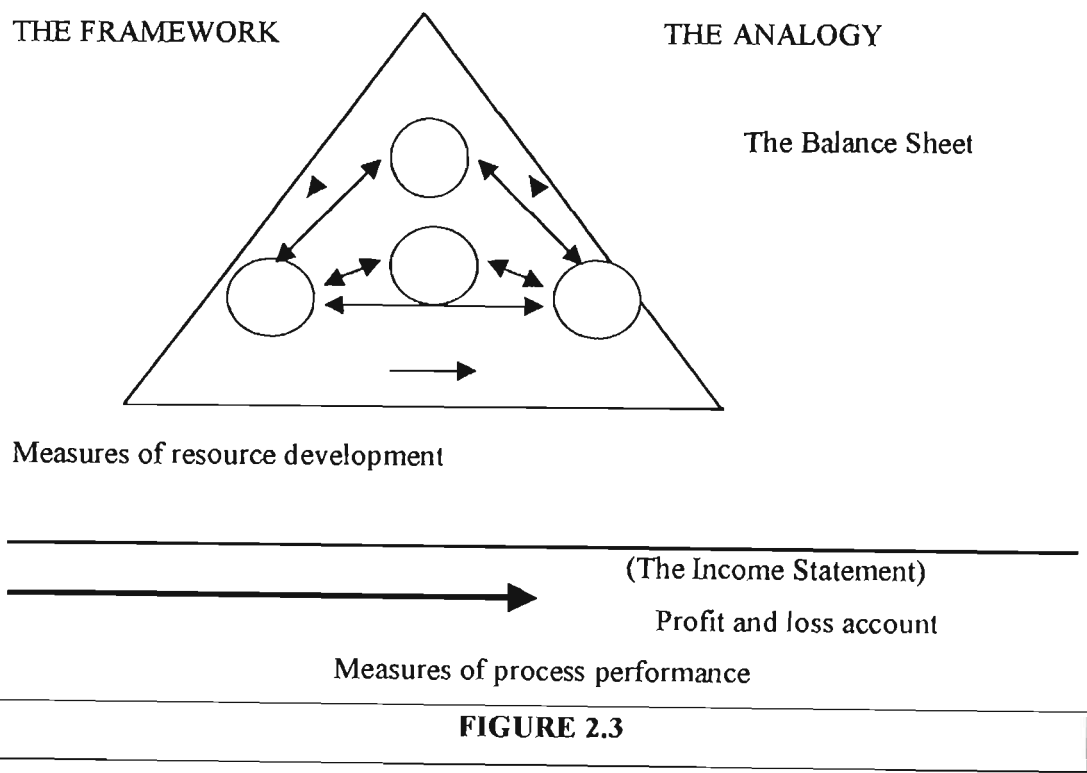 THE FRAMEWORK
THE ANALOGY
The Balance Sheet
Measures of resource development
(The Income Statement)
Profit and loss account
Measures of process performance
FIGURE 2.3